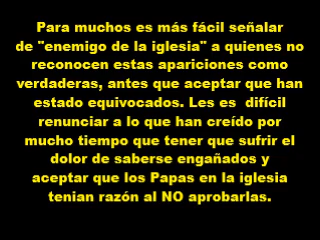 Para muchos es más fácil señalar
de "enemigo de la iglesia" a quienes no
reconocen estas apariciones como
verdaderas, antes que aceptar que han
estado equivocados. Les es difícil
renunciar a lo que han creído por
mucho tiempo que tener que sufrir el
dolor de saberse engañados y
aceptar que los Papas en la iglesia
tenian razón al NO aprobarlas.